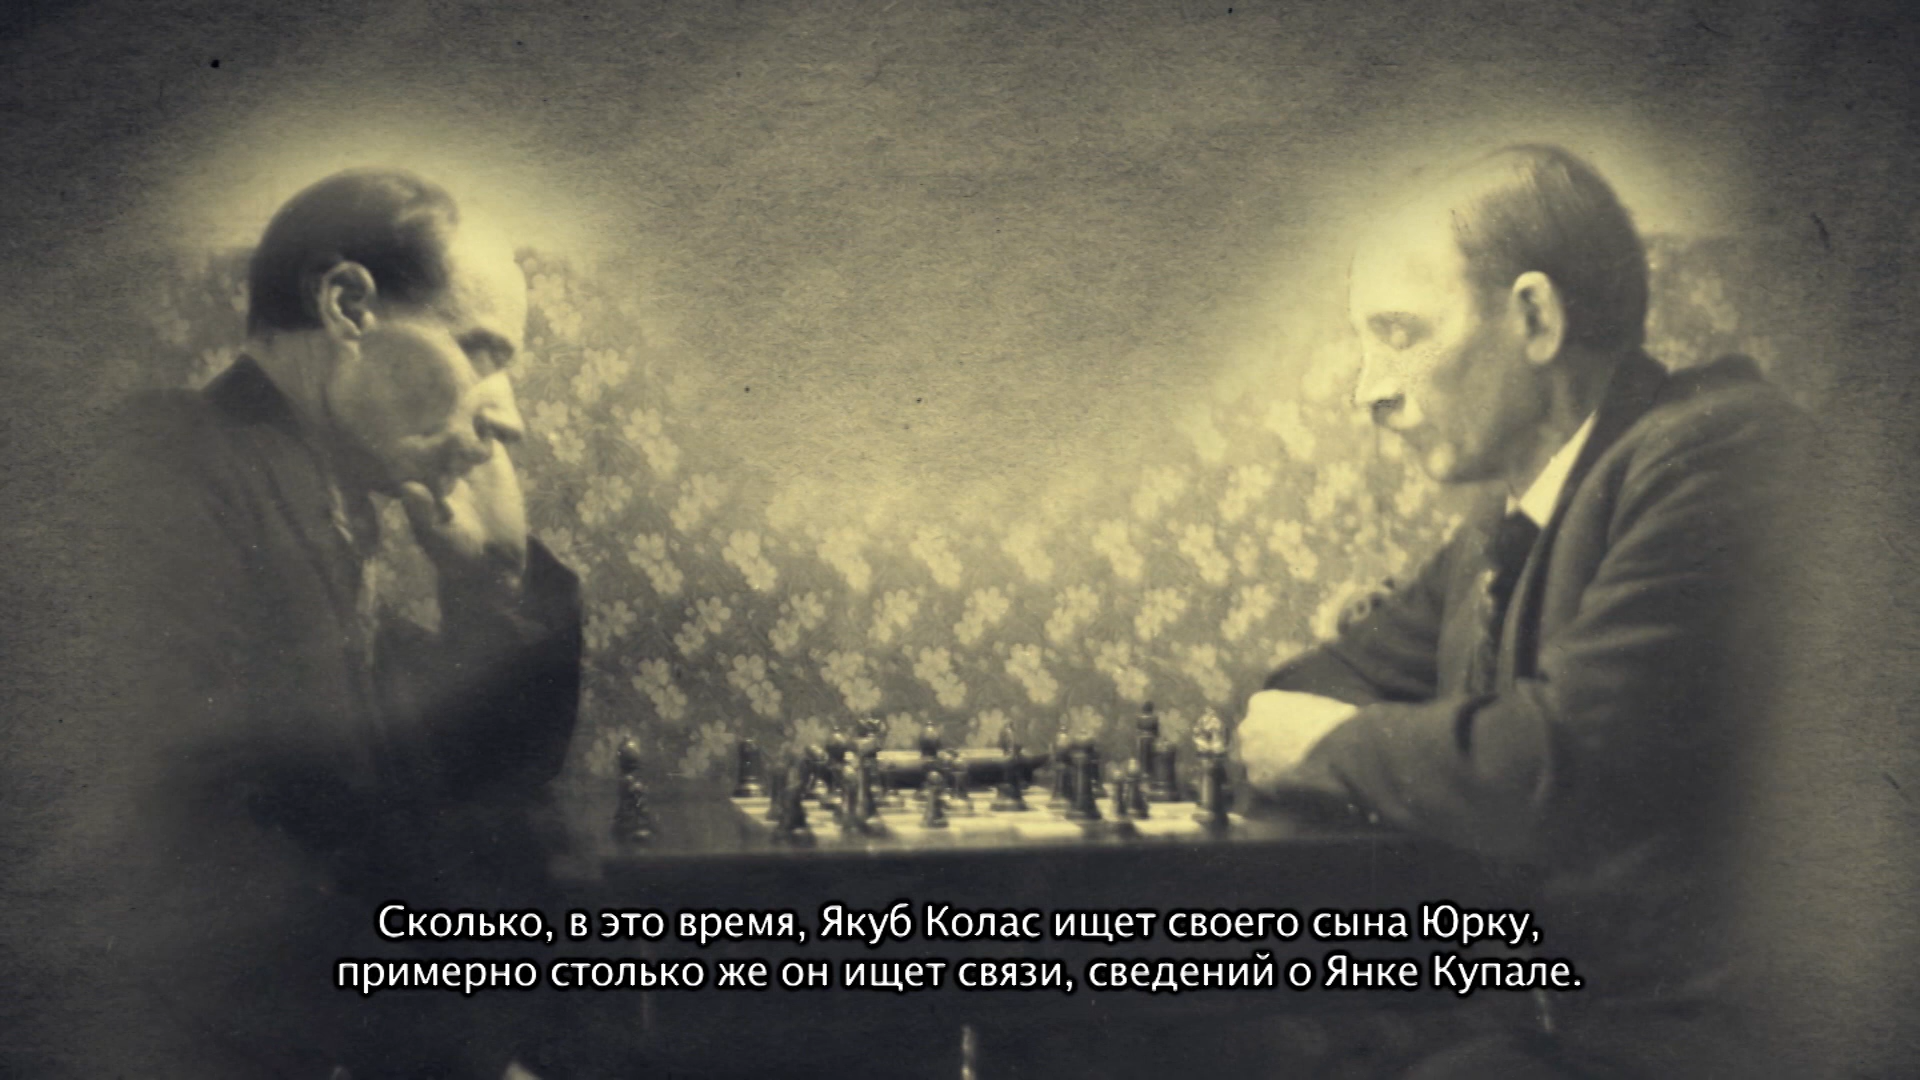 Сколько, в это время, Якуб Колас ищет своего сына Юрку,
примерно столько же он ищет связи, сведений о Янке Купале.